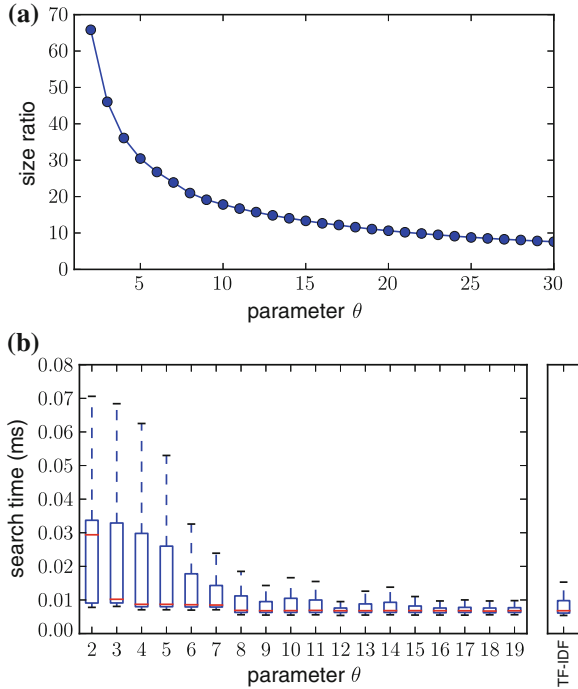 (a)
70
60
50
40
30
20
10
0
size ratio
5 10 15 20 25 30
parameter θ
(b)
0.08
0.07
0.06
0.05
0.04
0.03
0.02
0.01
0.00
search time (ms)
2 3 4 5 6 7 8 9 10 11 12 13 14 15 16 17 18 19
TF-IDF
parameter θ